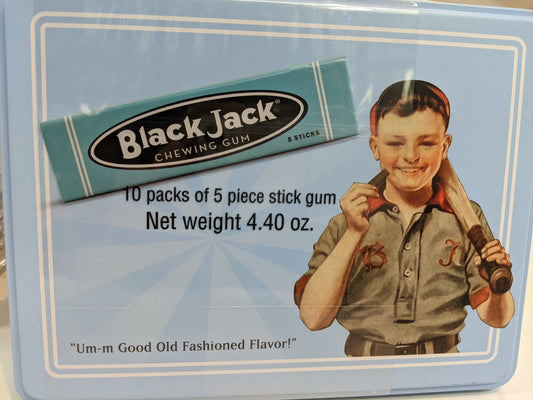 Black Jack®
CHEWING GUM
5 STICKS
10 packs of 5 piece stick gum
Net weight 4.40 oz.
B J
"Um-m Good Old Fashioned Flavor!"